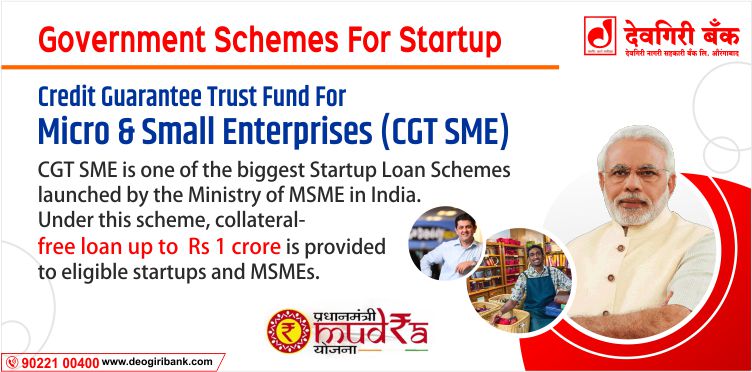 Government Schemes For Startup
देवगिरी बँक
देवगिरी नागरी सहकारी बँक लि. औरंगाबाद
Credit Guarantee Trust Fund For
Micro & Small Enterprises (CGT SME)
CGT SME is one of the biggest Startup Loan Schemes
launched by the Ministry of MSME in India.
Under this scheme, collateral-
free loan up to Rs 1 crore is provided
to eligible startups and MSMEs.
प्रधानमंत्री
mudRa
योजना
90221 00400 www.deogiribank.com